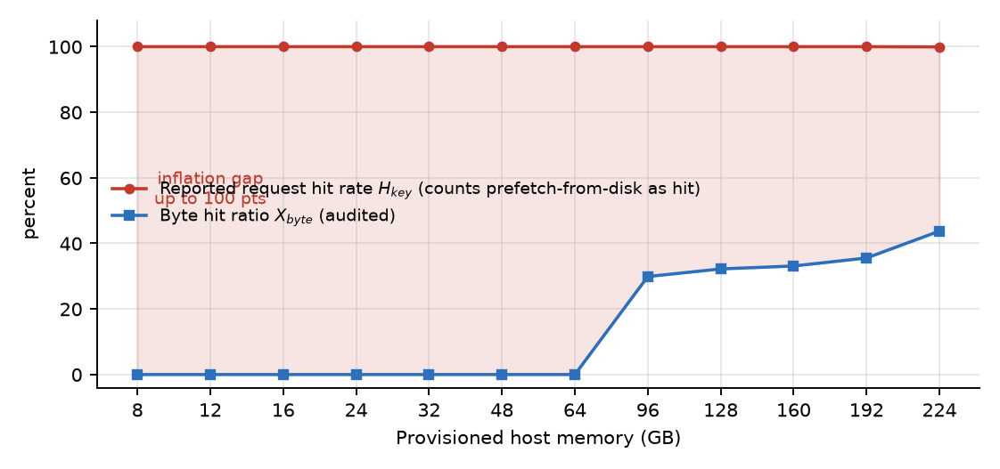 100
80
60
40
20
0
percent
inflation gap
up to 100 pts
Reported request hit rate H_key (counts prefetch-from-disk as hit)
Byte hit ratio X_byte (audited)
8 12 16 24 32 48 64 96 128 160 192 224
Provisioned host memory (GB)